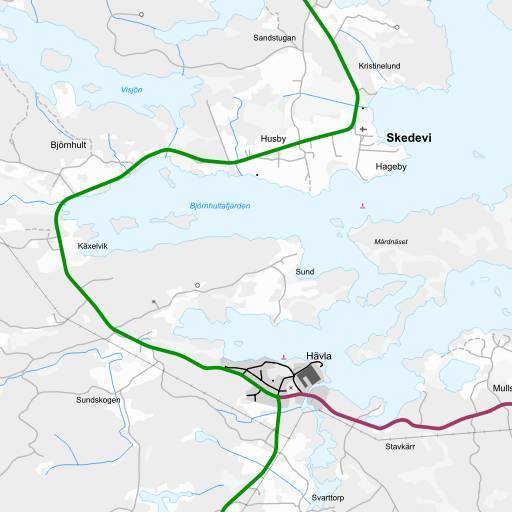 Sandstugan
Kristinelund
Visjön
Skedevi
Husby
Björnhult
Hageby
Björnhultafjärden
Mårdnäset
Käxelvik
Sund
Hävla
Mulls
Sundskogen
Stavkärr
Svarttorp